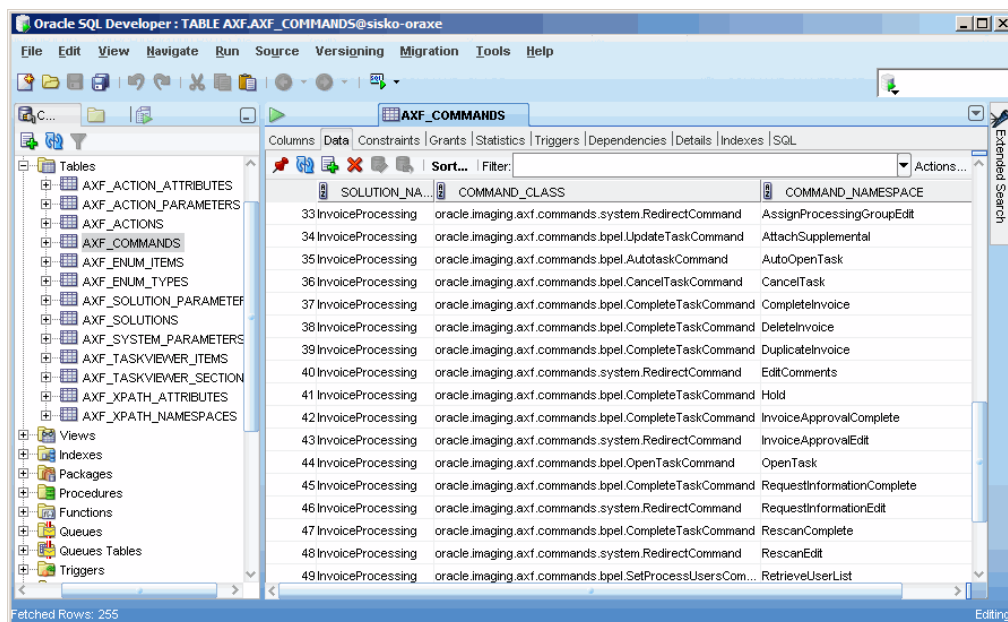 Oracle SQL Developer : TABLE AXF.AXF_COMMANDS@sisko-oraxe
File Edit View Navigate Run Source Versioning Migration Tools Help
C...
AXF_COMMANDS
Columns Data Constraints Grants Statistics Triggers Dependencies Details Indexes SQL
Sort... Filter: Actions...
Extended Search
Tables
AXF_ACTION_ATTRIBUTES
AXF_ACTION_PARAMETERS
AXF_ACTIONS
AXF_COMMANDS
AXF_ENUM_ITEMS
AXF_ENUM_TYPES
AXF_SOLUTION_PARAMETER
AXF_SOLUTIONS
AXF_SYSTEM_PARAMETERS
AXF_TASKVIEWER_ITEMS
AXF_TASKVIEWER_SECTION
AXF_XPATH_ATTRIBUTES
AXF_XPATH_NAMESPACES
Views
Indexes
Packages
Procedures
Functions
Queues
Queues Tables
Triggers
SOLUTION_NA... COMMAND_CLASS COMMAND_NAMESPACE
33 InvoiceProcessing oracle.imaging.axf.commands.system.RedirectCommand AssignProcessingGroupEdit
34 InvoiceProcessing oracle.imaging.axf.commands.bpel.UpdateTaskCommand AttachSupplemental
35 InvoiceProcessing oracle.imaging.axf.commands.bpel.AutotaskCommand AutoOpenTask
36 InvoiceProcessing oracle.imaging.axf.commands.bpel.CancelTaskCommand CancelTask
37 InvoiceProcessing oracle.imaging.axf.commands.bpel.CompleteTaskCommand CompleteInvoice
38 InvoiceProcessing oracle.imaging.axf.commands.bpel.CompleteTaskCommand DeleteInvoice
39 InvoiceProcessing oracle.imaging.axf.commands.bpel.CompleteTaskCommand DuplicateInvoice
40 InvoiceProcessing oracle.imaging.axf.commands.system.RedirectCommand EditComments
41 InvoiceProcessing oracle.imaging.axf.commands.bpel.CompleteTaskCommand Hold
42 InvoiceProcessing oracle.imaging.axf.commands.bpel.CompleteTaskCommand InvoiceApprovalComplete
43 InvoiceProcessing oracle.imaging.axf.commands.system.RedirectCommand InvoiceApprovalEdit
44 InvoiceProcessing oracle.imaging.axf.commands.bpel.OpenTaskCommand OpenTask
45 InvoiceProcessing oracle.imaging.axf.commands.bpel.CompleteTaskCommand RequestInformationComplete
46 InvoiceProcessing oracle.imaging.axf.commands.system.RedirectCommand RequestInformationEdit
47 InvoiceProcessing oracle.imaging.axf.commands.bpel.CompleteTaskCommand RescanComplete
48 InvoiceProcessing oracle.imaging.axf.commands.system.RedirectCommand RescanEdit
49 InvoiceProcessing oracle.imaging.axf.commands.bpel.SetProcessUsersCom... RetrieveUserList
Fetched Rows: 255 Editing